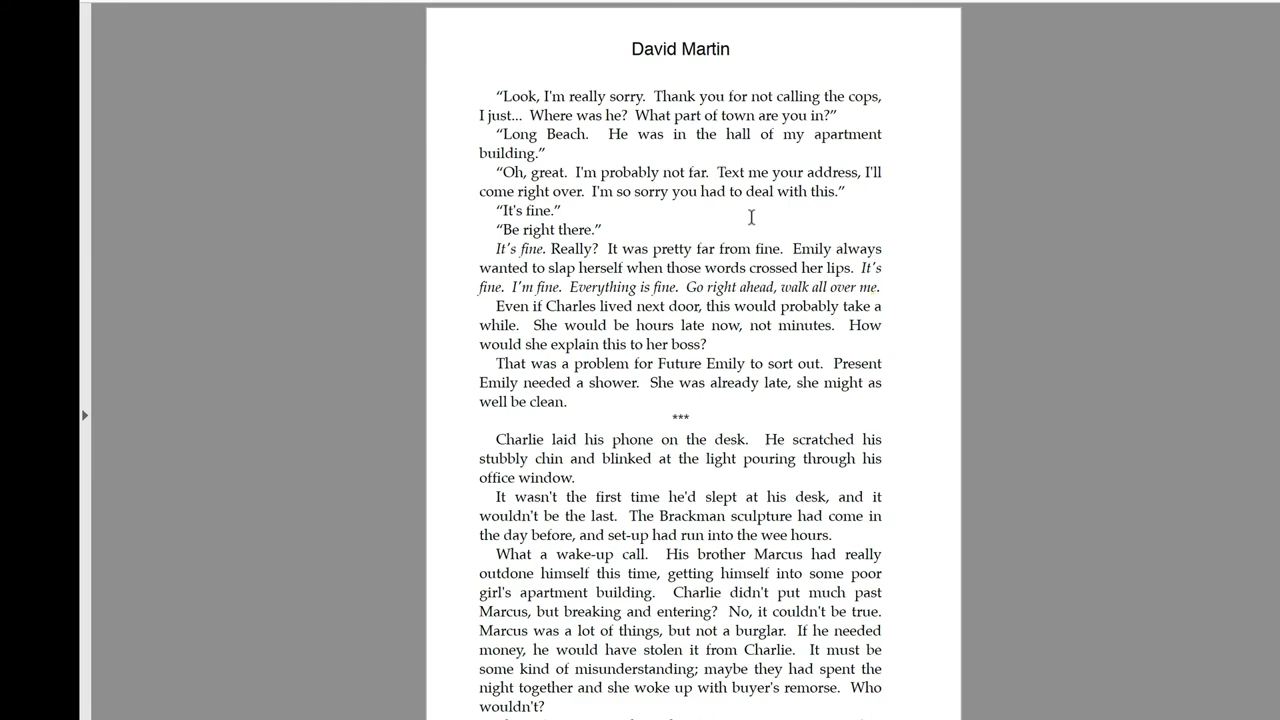 David Martin
“Look, I'm really sorry.  Thank you for not calling the cops,
I just...  Where was he?  What part of town are you in?”
“Long Beach.  He was in the hall of my apartment
building.”
“Oh, great.  I'm probably not far.  Text me your address, I'll
come right over.  I'm so sorry you had to deal with this.”
“It's fine.”
“Be right there.”
It’s fine. Really?  It was pretty far from fine.  Emily always
wanted to slap herself when those words crossed her lips.  It’s
fine.  I’m fine.  Everything is fine.  Go right ahead, walk all over me.
Even if Charles lived next door, this would probably take a
while.  She would be hours late now, not minutes.  How
would she explain this to her boss?
That was a problem for Future Emily to sort out.  Present
Emily needed a shower.  She was already late, she might as
well be clean.
***
Charlie laid his phone on the desk.  He scratched his
stubbly chin and blinked at the light pouring through his
office window.
It wasn't the first time he'd slept at his desk, and it
wouldn't be the last.  The Brackman sculpture had come in
the day before, and set-up had run into the wee hours.
What a wake-up call.  His brother Marcus had really
outdone himself this time, getting himself into some poor
girl's apartment building.  Charlie didn't put much past
Marcus, but breaking and entering?  No, it couldn't be true.
Marcus was a lot of things, but not a burglar.  If he needed
money, he would have stolen it from Charlie.  It must be
some kind of misunderstanding; maybe they had spent the
night together and she woke up with buyer's remorse.  Who
wouldn't?